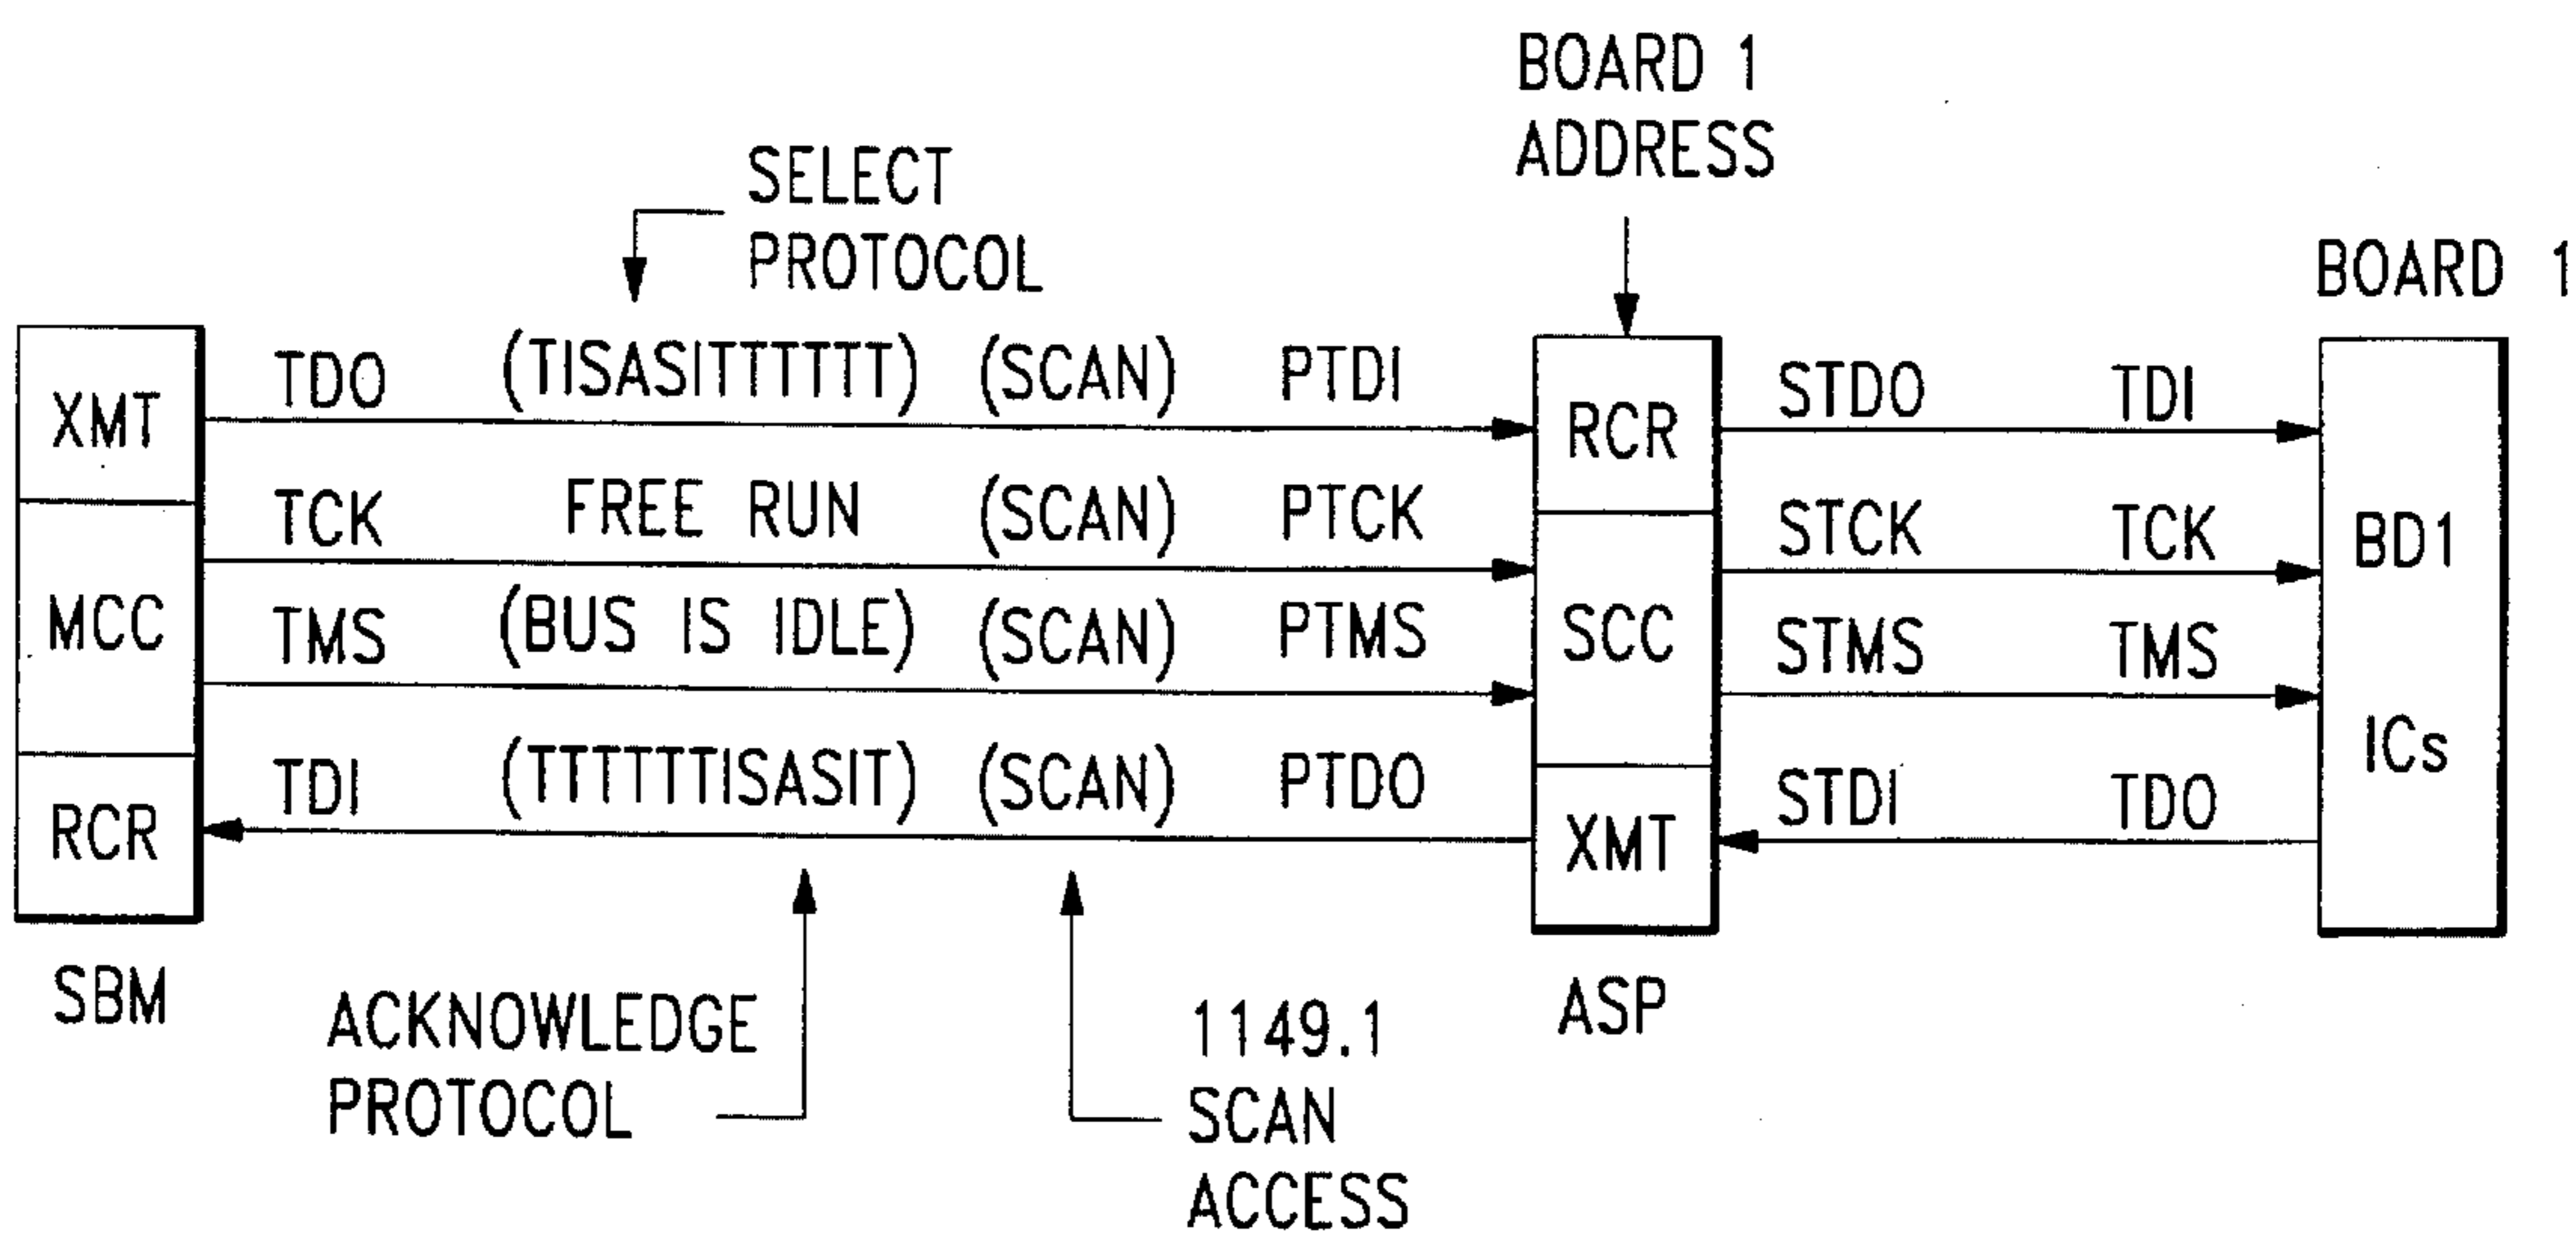 BOARD 1
ADDRESS
SELECT
PROTOCOL
BOARD 1
XMT
MCC
RCR
SBM
TDO (TISASITTTTTT) (SCAN) PTDI
TCK FREE RUN (SCAN) PTCK
TMS (BUS IS IDLE) (SCAN) PTMS
TDI (TTTTTTISASIT) (SCAN) PTDO
RCR
SCC
XMT
ASP
STDO TDI
STCK TCK
STMS TMS
STDI TDO
BD1
ICs
ACKNOWLEDGE
PROTOCOL
1149.1
SCAN
ACCESS